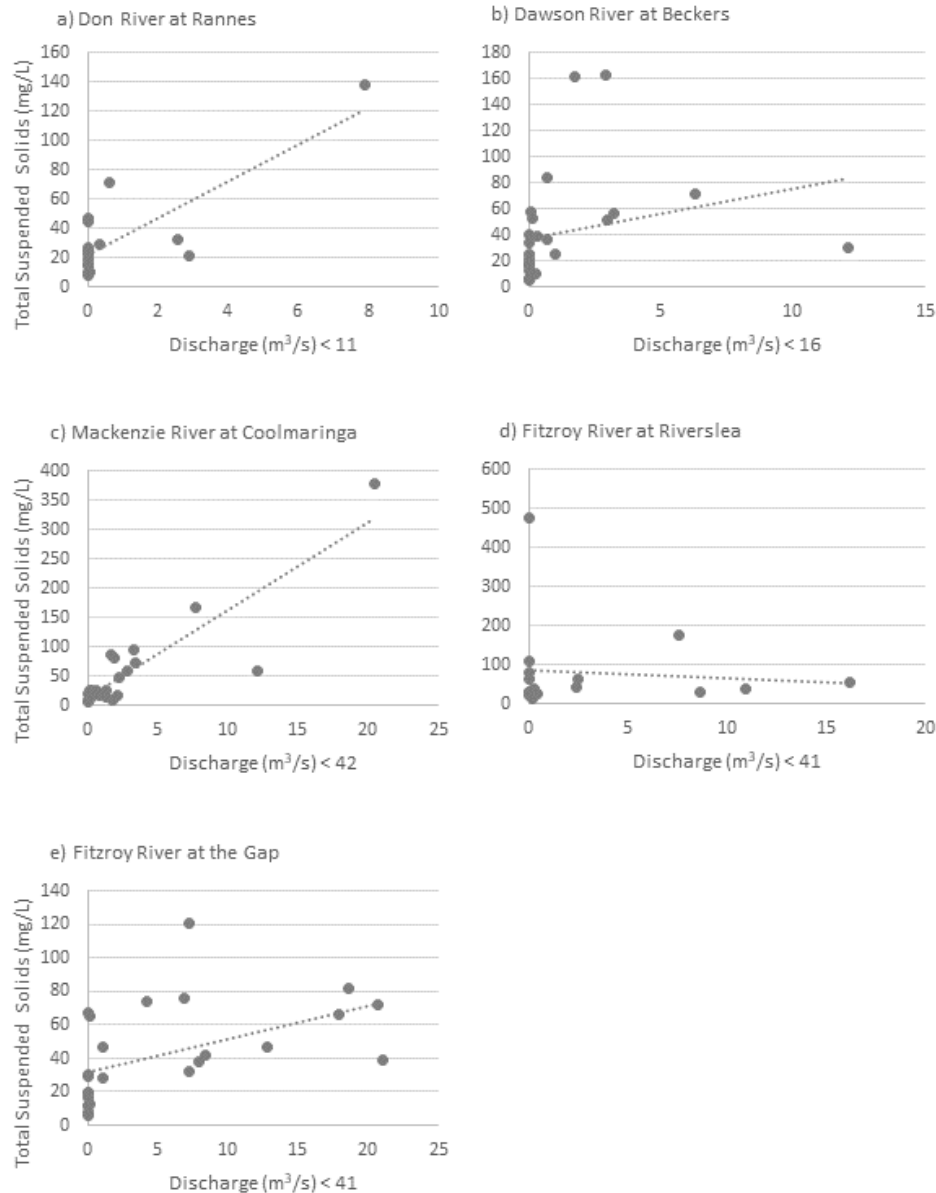 a) Don River at Rannes
Total Suspended Solids (mg/L)
160
140
120
100
80
60
40
20
0
0 2 4 6 8 10
Discharge (m³/s) < 11
b) Dawson River at Beckers
180
160
140
120
100
80
60
40
20
0
0 5 10 15
Discharge (m³/s) < 16
c) Mackenzie River at Coolmaringa
Total Suspended Solids (mg/L)
400
350
300
250
200
150
100
50
0
0 5 10 15 20 25
Discharge (m³/s) < 42
d) Fitzroy River at Riverslea
600
500
400
300
200
100
0
0 5 10 15 20
Discharge (m³/s) < 41
e) Fitzroy River at the Gap
Total Suspended Solids (mg/L)
140
120
100
80
60
40
20
0
0 5 10 15 20 25
Discharge (m³/s) < 41